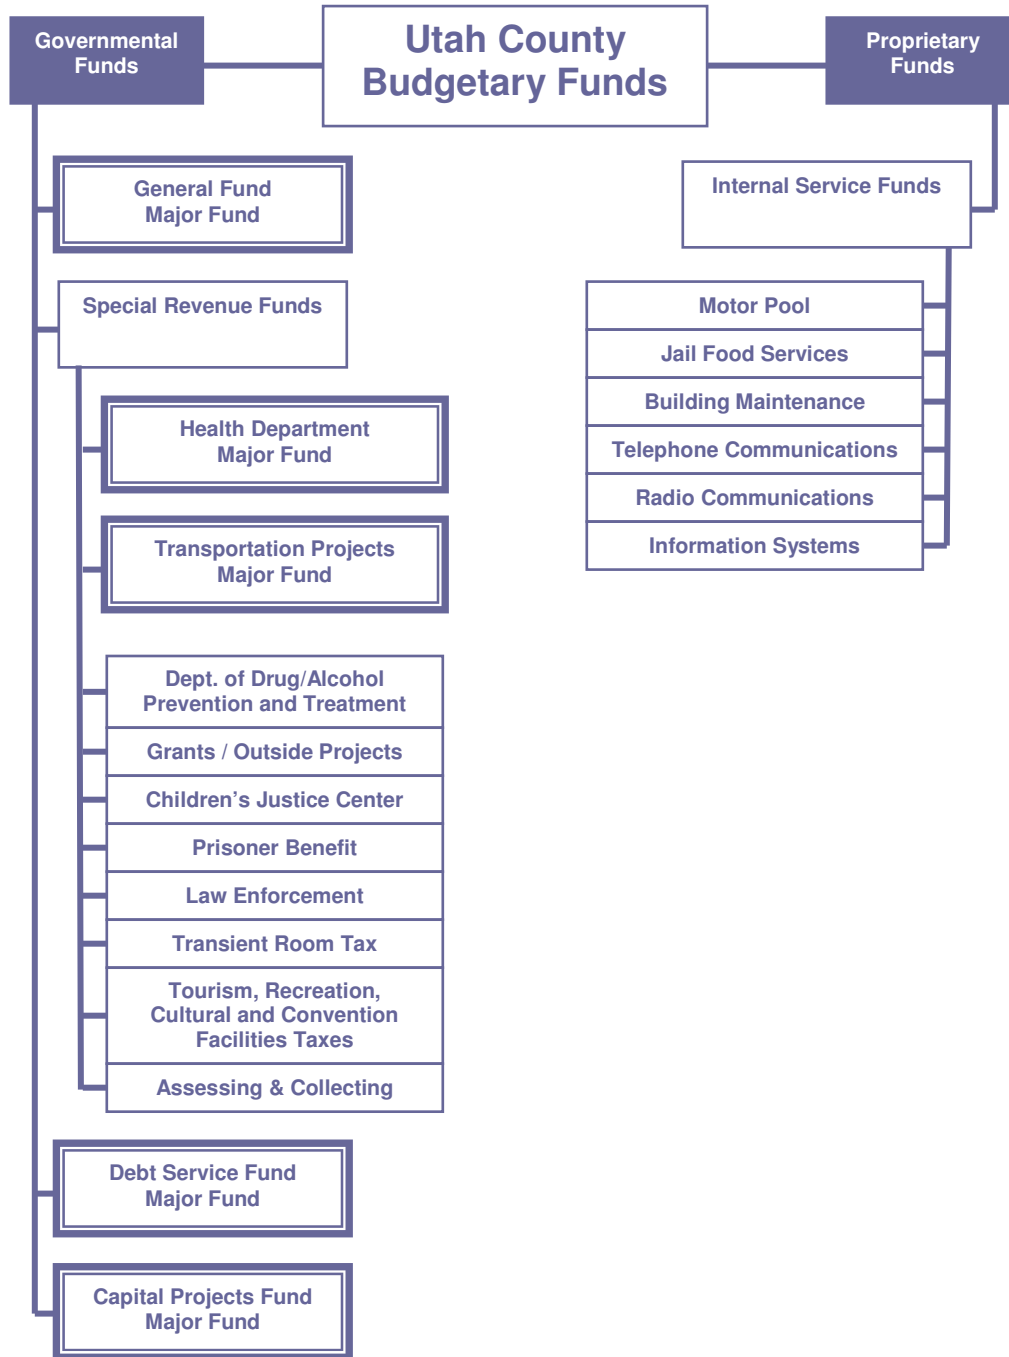 Governmental
Funds
Utah County
Budgetary Funds
Proprietary
Funds
General Fund
Major Fund
Special Revenue Funds
Health Department
Major Fund
Transportation Projects
Major Fund
Dept. of Drug/Alcohol
Prevention and Treatment
Grants / Outside Projects
Children’s Justice Center
Prisoner Benefit
Law Enforcement
Transient Room Tax
Tourism, Recreation,
Cultural and Convention
Facilities Taxes
Assessing & Collecting
Debt Service Fund
Major Fund
Capital Projects Fund
Major Fund
Internal Service Funds
Motor Pool
Jail Food Services
Building Maintenance
Telephone Communications
Radio Communications
Information Systems